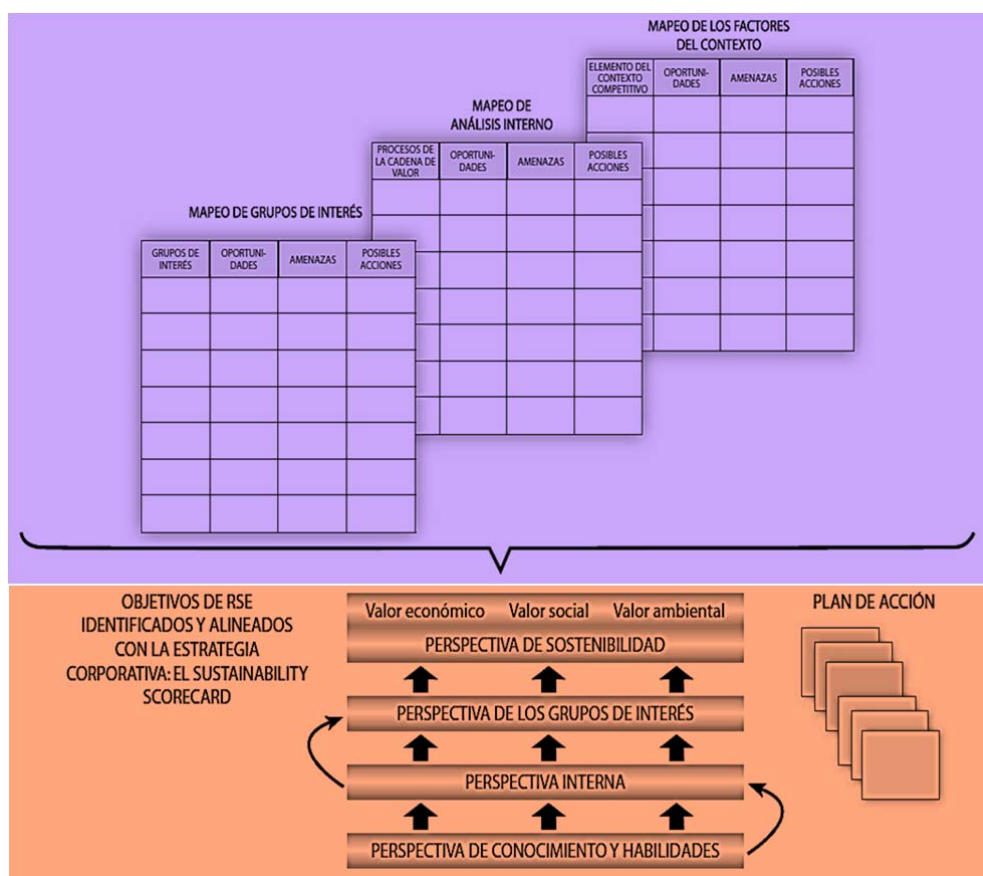 MAPEO DE LOS FACTORES
DEL CONTEXTO
ELEMENTO DEL
CONTEXTO
COMPETITIVO
OPORTUNI-
DADES
AMENAZAS
POSIBLES
ACCIONES
MAPEO DE
ANÁLISIS INTERNO
PROCESOS DE
LA CADENA DE
VALOR
OPORTUNI-
DADES
AMENAZAS
POSIBLES
ACCIONES
MAPEO DE GRUPOS DE INTERÉS
GRUPOS DE
INTERÉS
OPORTUNI-
DADES
AMENAZAS
POSIBLES
ACCIONES
OBJETIVOS DE RSE
IDENTIFICADOS Y ALINEADOS
CON LA ESTRATEGIA
CORPORATIVA: EL SUSTAINABILITY
SCORECARD
Valor económico Valor social Valor ambiental
PERSPECTIVA DE SOSTENIBILIDAD
PERSPECTIVA DE LOS GRUPOS DE INTERÉS
PERSPECTIVA INTERNA
PERSPECTIVA DE CONOCIMIENTO Y HABILIDADES
PLAN DE ACCIÓN